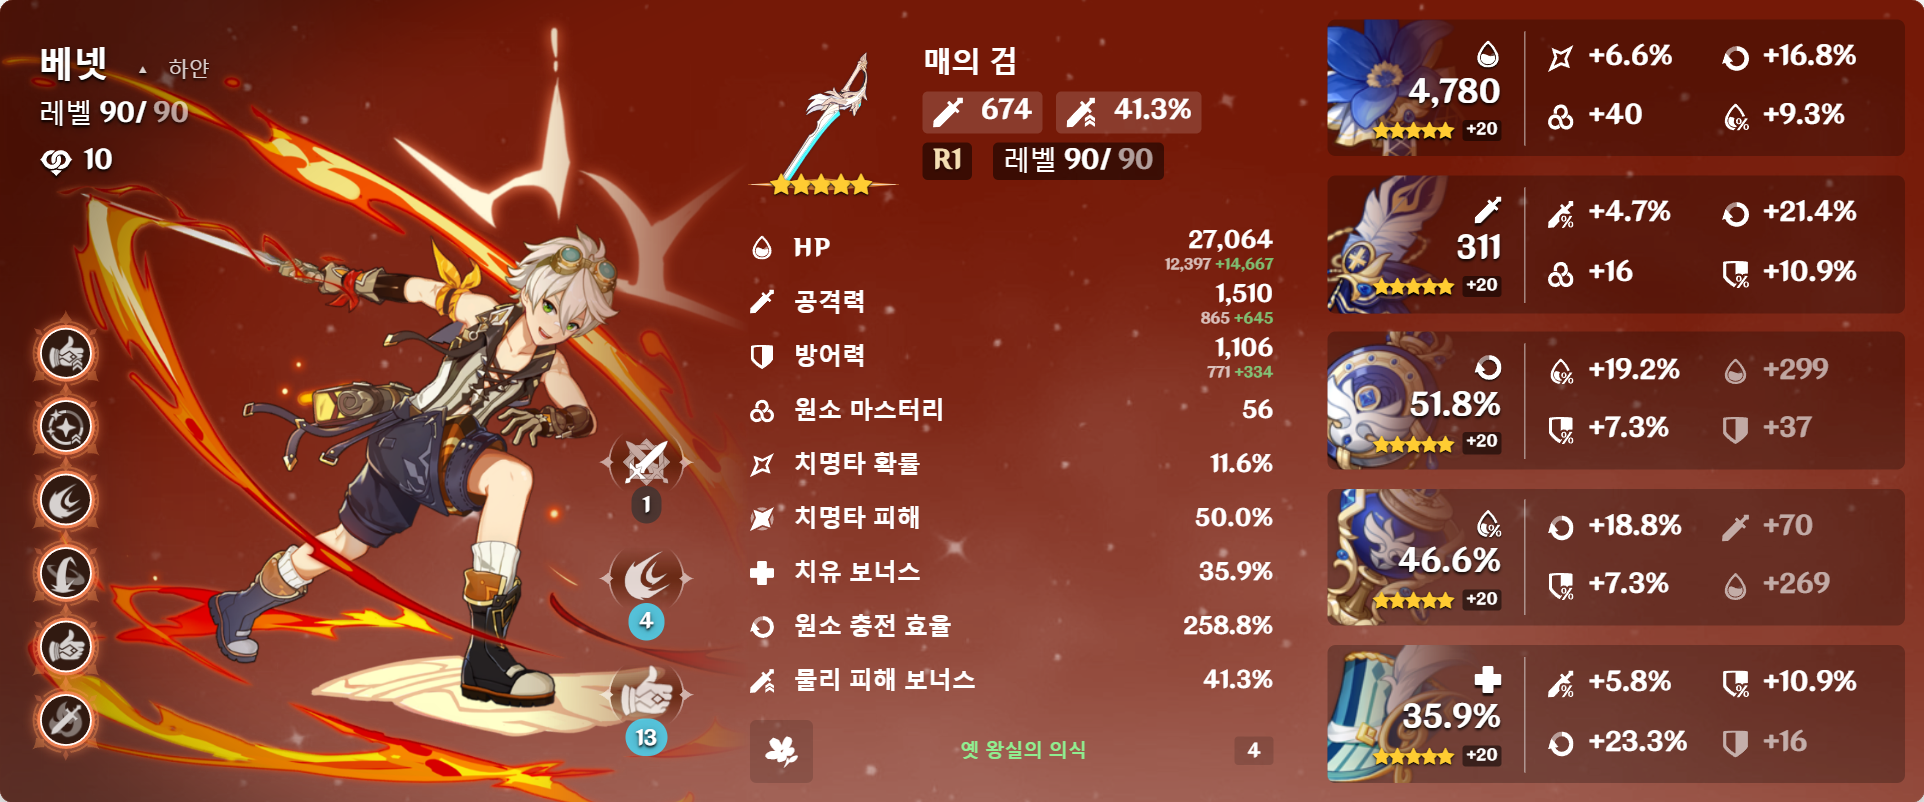 베넷 ▲ 하얀
레벨 90/ 90
10
1
4
13
매의 검
674 41.3%
R1 레벨 90/ 90
HP 27,064
12,397 +14,667
공격력 1,510
865 +645
방어력 1,106
771 +334
원소 마스터리 56
치명타 확률 11.6%
치명타 피해 50.0%
치유 보너스 35.9%
원소 충전 효율 258.8%
물리 피해 보너스 41.3%
옛 왕실의 의식 4
4,780
+20
+6.6% +16.8%
+40 +9.3%
311
+20
+4.7% +21.4%
+16 +10.9%
51.8%
+20
+19.2% +299
+7.3% +37
46.6%
+20
+18.8% +70
+7.3% +269
35.9%
+20
+5.8% +10.9%
+23.3% +16